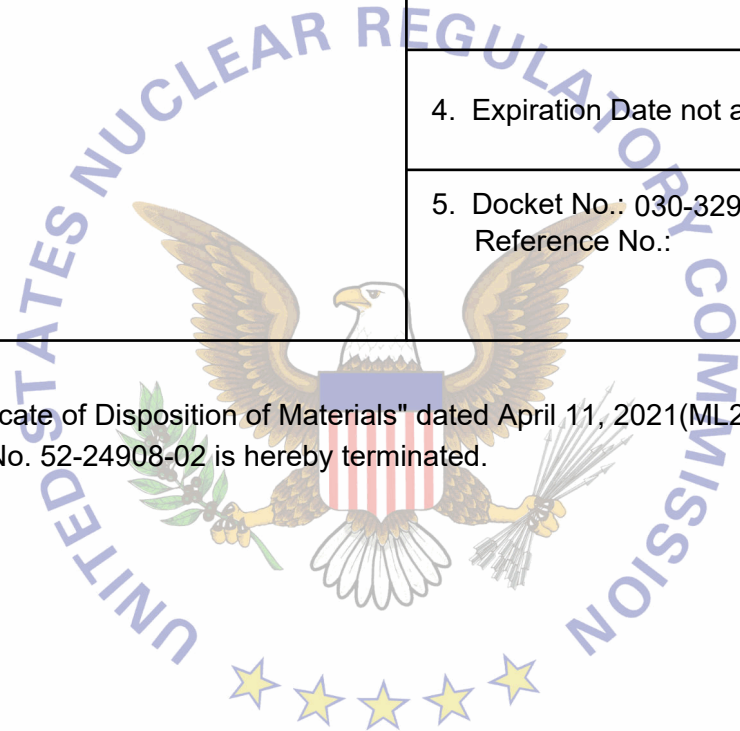 UNITED STATES NUCLEAR REGULATORY COMMISSION
4. Expiration Date not a
5. Docket No.: 030-329
Reference No.:
cate of Disposition of Materials" dated April 11, 2021(ML2
No. 52-24908-02 is hereby terminated.